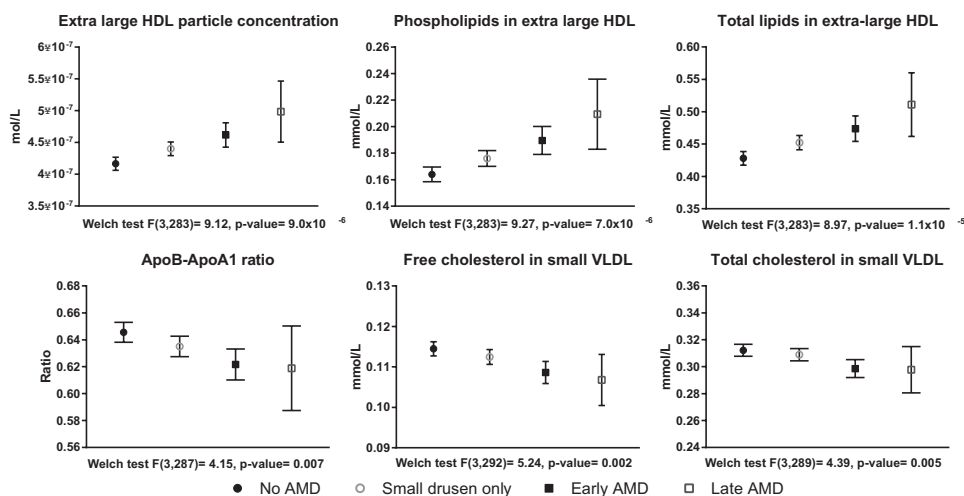 Extra large HDL particle concentration
Phospholipids in extra large HDL
Total lipids in extra-large HDL
mol/L
6¥10-7
5.5¥10-7
5¥10-7
4.5¥10-7
4¥10-7
3.5¥10-7
Welch test F(3,283)= 9.12, p-value= 9.0x10 -6
mmol/L
0.26
0.24
0.22
0.20
0.18
0.16
0.14
Welch test F(3,283)= 9.27, p-value= 7.0x10 -6
mmol/L
0.60
0.55
0.50
0.45
0.40
0.35
Welch test F(3,283)= 8.97, p-value= 1.1x10 -5
ApoB-ApoA1 ratio
Free cholesterol in small VLDL
Total cholesterol in small VLDL
Ratio
0.68
0.66
0.64
0.62
0.60
0.58
0.56
Welch test F(3,287)= 4.15, p-value= 0.007
mmol/L
0.13
0.12
0.11
0.10
0.09
Welch test F(3,292)= 5.24, p-value= 0.002
mmol/L
0.36
0.34
0.32
0.30
0.28
0.26
0.24
Welch test F(3,289)= 4.39, p-value= 0.005
No AMD
Small drusen only
Early AMD
Late AMD